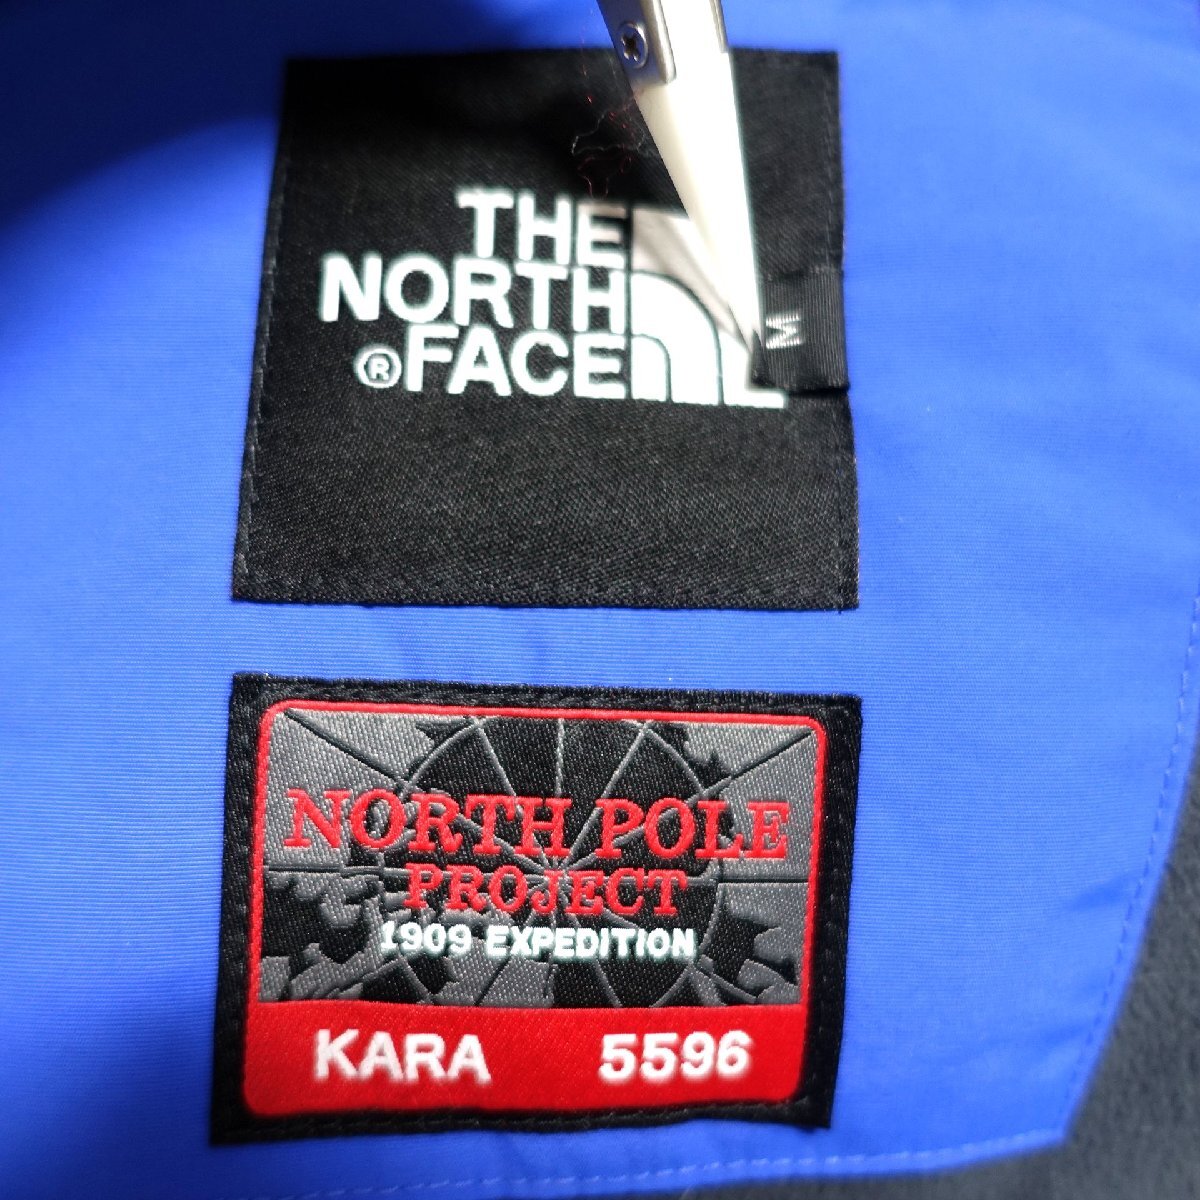 THE
NORTH
®FACE
M
NORTH POLE
PROJECT
1909 EXPEDITION
KARA 5596